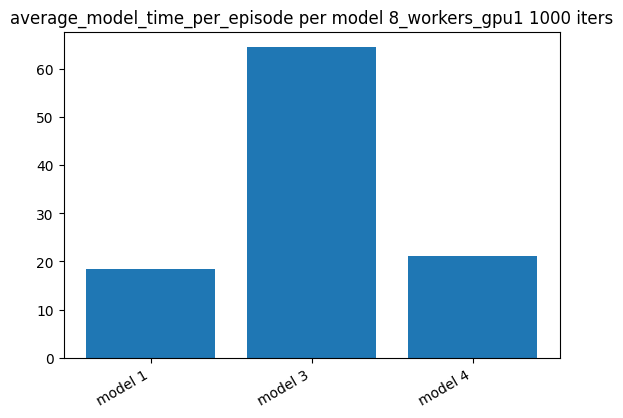 average_model_time_per_episode per model 8_workers_gpu1 1000 iters
60
50
40
30
20
10
0
model 1
model 3
model 4